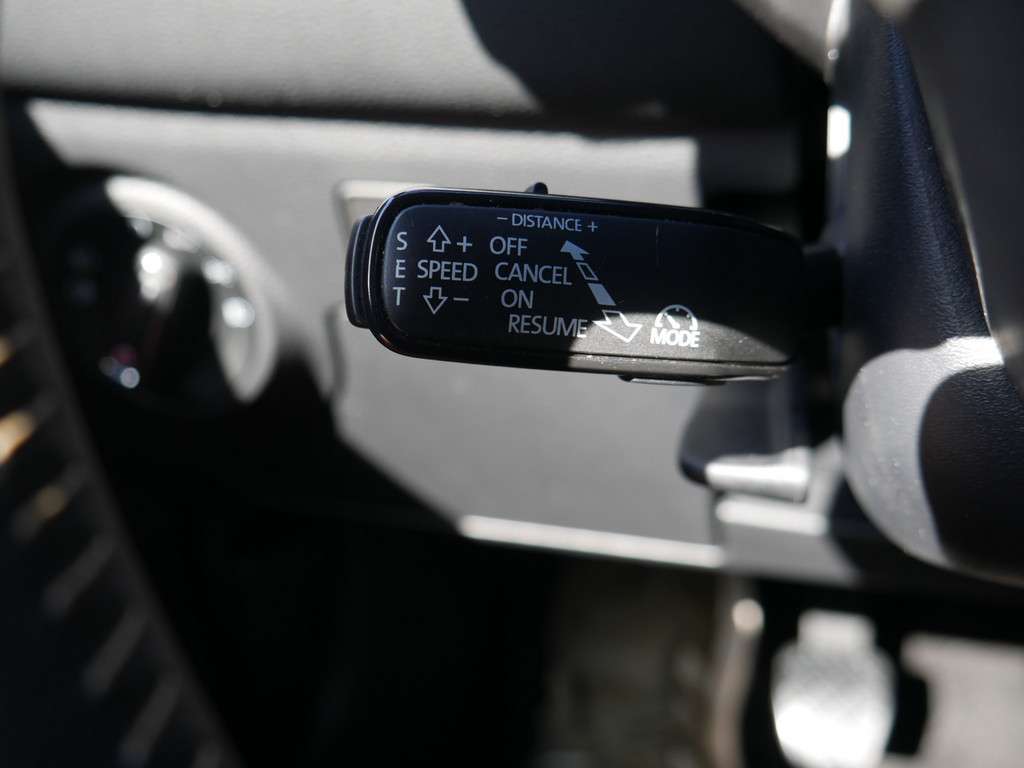 - DISTANCE +
S + OFF
E SPEED CANCEL
T - ON
RESUME
MODE